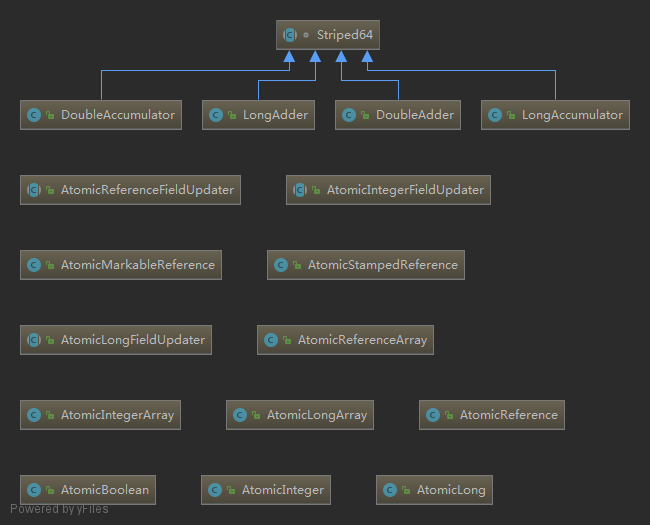 Striped64
DoubleAccumulator LongAdder DoubleAdder LongAccumulator
AtomicReferenceFieldUpdater AtomicIntegerFieldUpdater
AtomicMarkableReference AtomicStampedReference
AtomicLongFieldUpdater AtomicReferenceArray
AtomicIntegerArray AtomicLongArray AtomicReference
AtomicBoolean AtomicInteger AtomicLong
Powered by yFiles